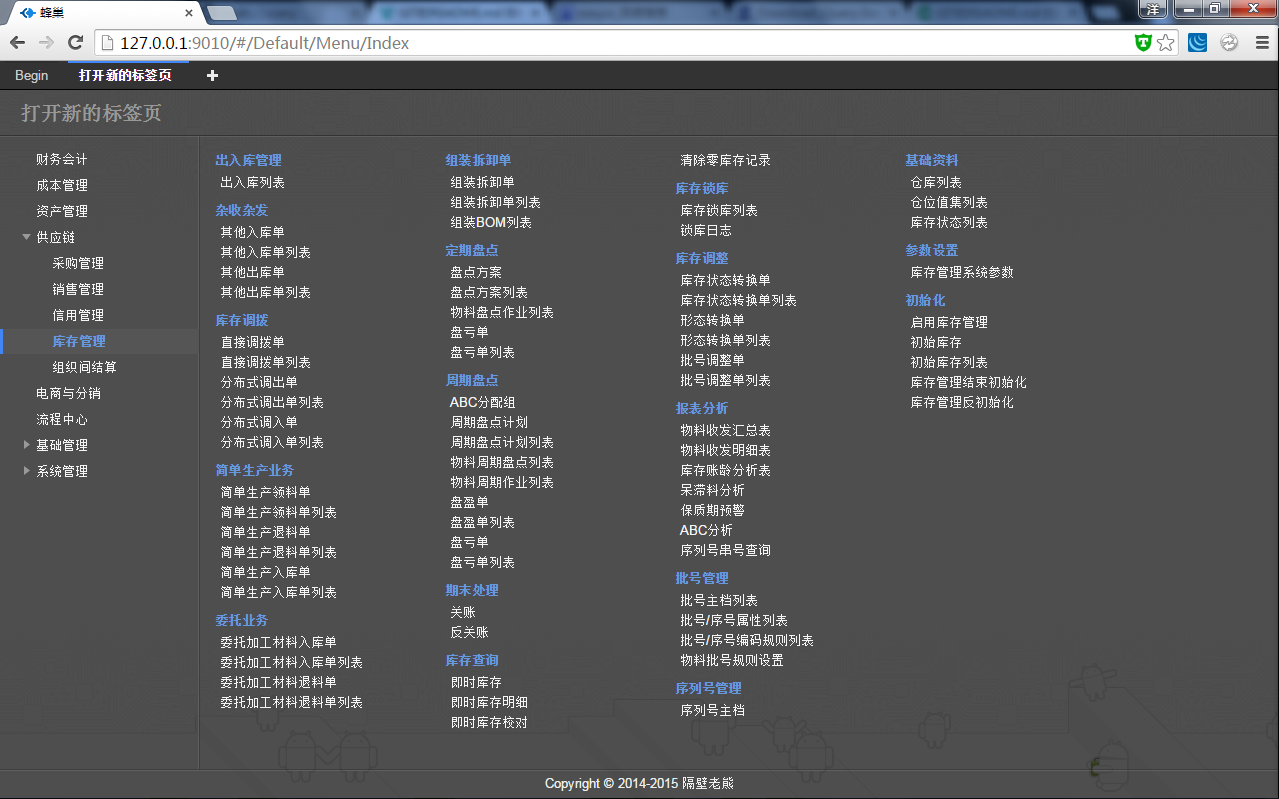 蜂巢
洋
127.0.0.1:9010/#/Default/Menu/Index
Begin
打开新的标签页
打开新的标签页
财务会计
成本管理
资产管理
供应链
采购管理
销售管理
信用管理
库存管理
组织间结算
电商与分销
流程中心
基础管理
系统管理
出入库管理
出入库列表
杂收杂发
其他入库单
其他入库单列表
其他出库单
其他出库单列表
库存调拨
直接调拨单
直接调拨单列表
分布式调出单
分布式调出单列表
分布式调入单
分布式调入单列表
简单生产业务
简单生产领料单
简单生产领料单列表
简单生产退料单
简单生产退料单列表
简单生产入库单
简单生产入库单列表
委托业务
委托加工材料入库单
委托加工材料入库单列表
委托加工材料退料单
委托加工材料退料单列表
组装拆卸单
组装拆卸单
组装拆卸单列表
组装BOM列表
定期盘点
盘点方案
盘点方案列表
物料盘点作业列表
盘亏单
盘亏单列表
周期盘点
ABC分配组
周期盘点计划
周期盘点计划列表
物料周期盘点列表
物料周期作业列表
盘盈单
盘盈单列表
盘亏单
盘亏单列表
期末处理
关账
反关账
库存查询
即时库存
即时库存明细
即时库存校对
清除零库存记录
库存锁库
库存锁库列表
锁库日志
库存调整
库存状态转换单
库存状态转换单列表
形态转换单
形态转换单列表
批号调整单
批号调整单列表
报表分析
物料收发汇总表
物料收发明细表
库存账龄分析表
呆滞料分析
保质期预警
ABC分析
序列号串号查询
批号管理
批号主档列表
批号/序号属性列表
批号/序号编码规则列表
物料批号规则设置
序列号管理
序列号主档
基础资料
仓库列表
仓位值集列表
库存状态列表
参数设置
库存管理系统参数
初始化
启用库存管理
初始库存
初始库存列表
库存管理结束初始化
库存管理反初始化
Copyright © 2014-2015 隔壁老熊